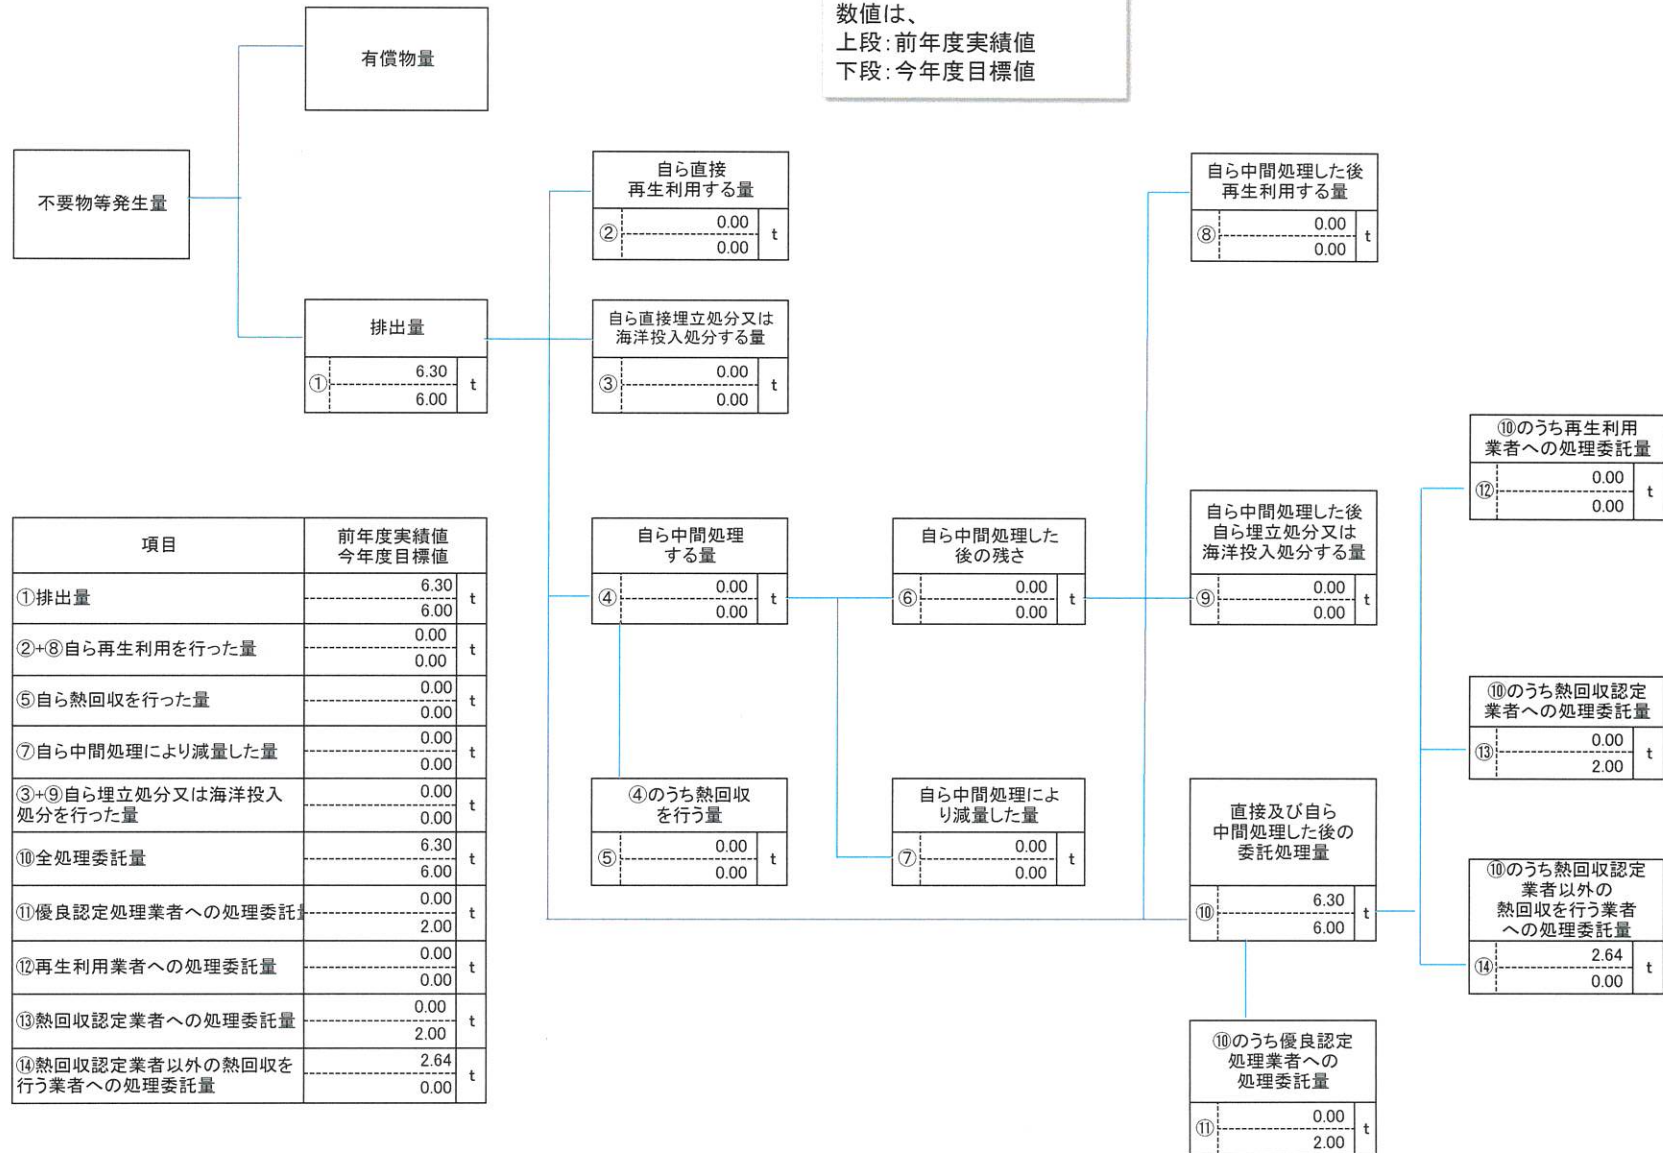 数値は、
上段:前年度実績値
下段:今年度目標値
有償物量
不要物等発生量
排出量
① 6.30 t
6.00
自ら直接
再生利用する量
② 0.00 t
0.00
自ら直接埋立処分又は
海洋投入処分する量
③ 0.00 t
0.00
自ら中間処理した後
再生利用する量
⑧ 0.00 t
0.00
自ら中間処理
する量
④ 0.00 t
0.00
自ら中間処理した
後の残さ
⑥ 0.00 t
0.00
自ら中間処理した後
自ら埋立処分又は
海洋投入処分する量
⑨ 0.00 t
0.00
④のうち熱回収
を行う量
⑤ 0.00 t
0.00
自ら中間処理によ
り減量した量
⑦ 0.00 t
0.00
直接及び自ら
中間処理した後の
委託処理量
⑩ 6.30 t
6.00
⑩のうち優良認定
処理業者への
処理委託量
⑪ 0.00 t
2.00
⑩のうち再生利用
業者への処理委託量
⑫ 0.00 t
0.00
⑩のうち熱回収認定
業者への処理委託量
⑬ 0.00 t
2.00
⑩のうち熱回収認定
業者以外の
熱回収を行う業者
への処理委託量
⑭ 2.64 t
0.00
項目 前年度実績値
今年度目標値
①排出量 6.30 t
6.00
②+⑧自ら再生利用を行った量 0.00 t
0.00
⑤自ら熱回収を行った量 0.00 t
0.00
⑦自ら中間処理により減量した量 0.00 t
0.00
③+⑨自ら埋立処分又は海洋投入
処分を行った量 0.00 t
0.00
⑩全処理委託量 6.30 t
6.00
⑪優良認定処理業者への処理委託 0.00 t
2.00
⑫再生利用業者への処理委託量 0.00 t
0.00
⑬熱回収認定業者への処理委託量 0.00 t
2.00
⑭熱回収認定業者以外の熱回収を
行う業者への処理委託量 2.64 t
0.00